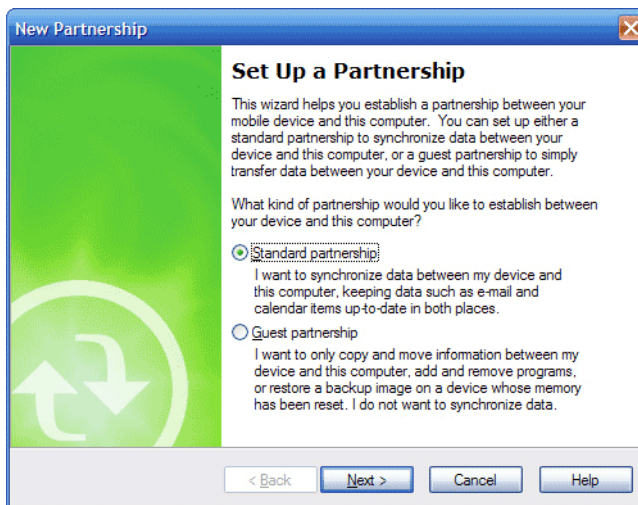 New Partnership
Set Up a Partnership
This wizard helps you establish a partnership between your
mobile device and this computer. You can set up either a
standard partnership to synchronize data between your
device and this computer, or a guest partnership to simply
transfer data between your device and this computer.
What kind of partnership would you like to establish between
your device and this computer?
Standard partnership
I want to synchronize data between my device and
this computer, keeping data such as e-mail and
calendar items up-to-date in both places.
Guest partnership
I want to only copy and move information between my
device and this computer, add and remove programs,
or restore a backup image on a device whose memory
has been reset. I do not want to synchronize data.
< Back Next > Cancel Help